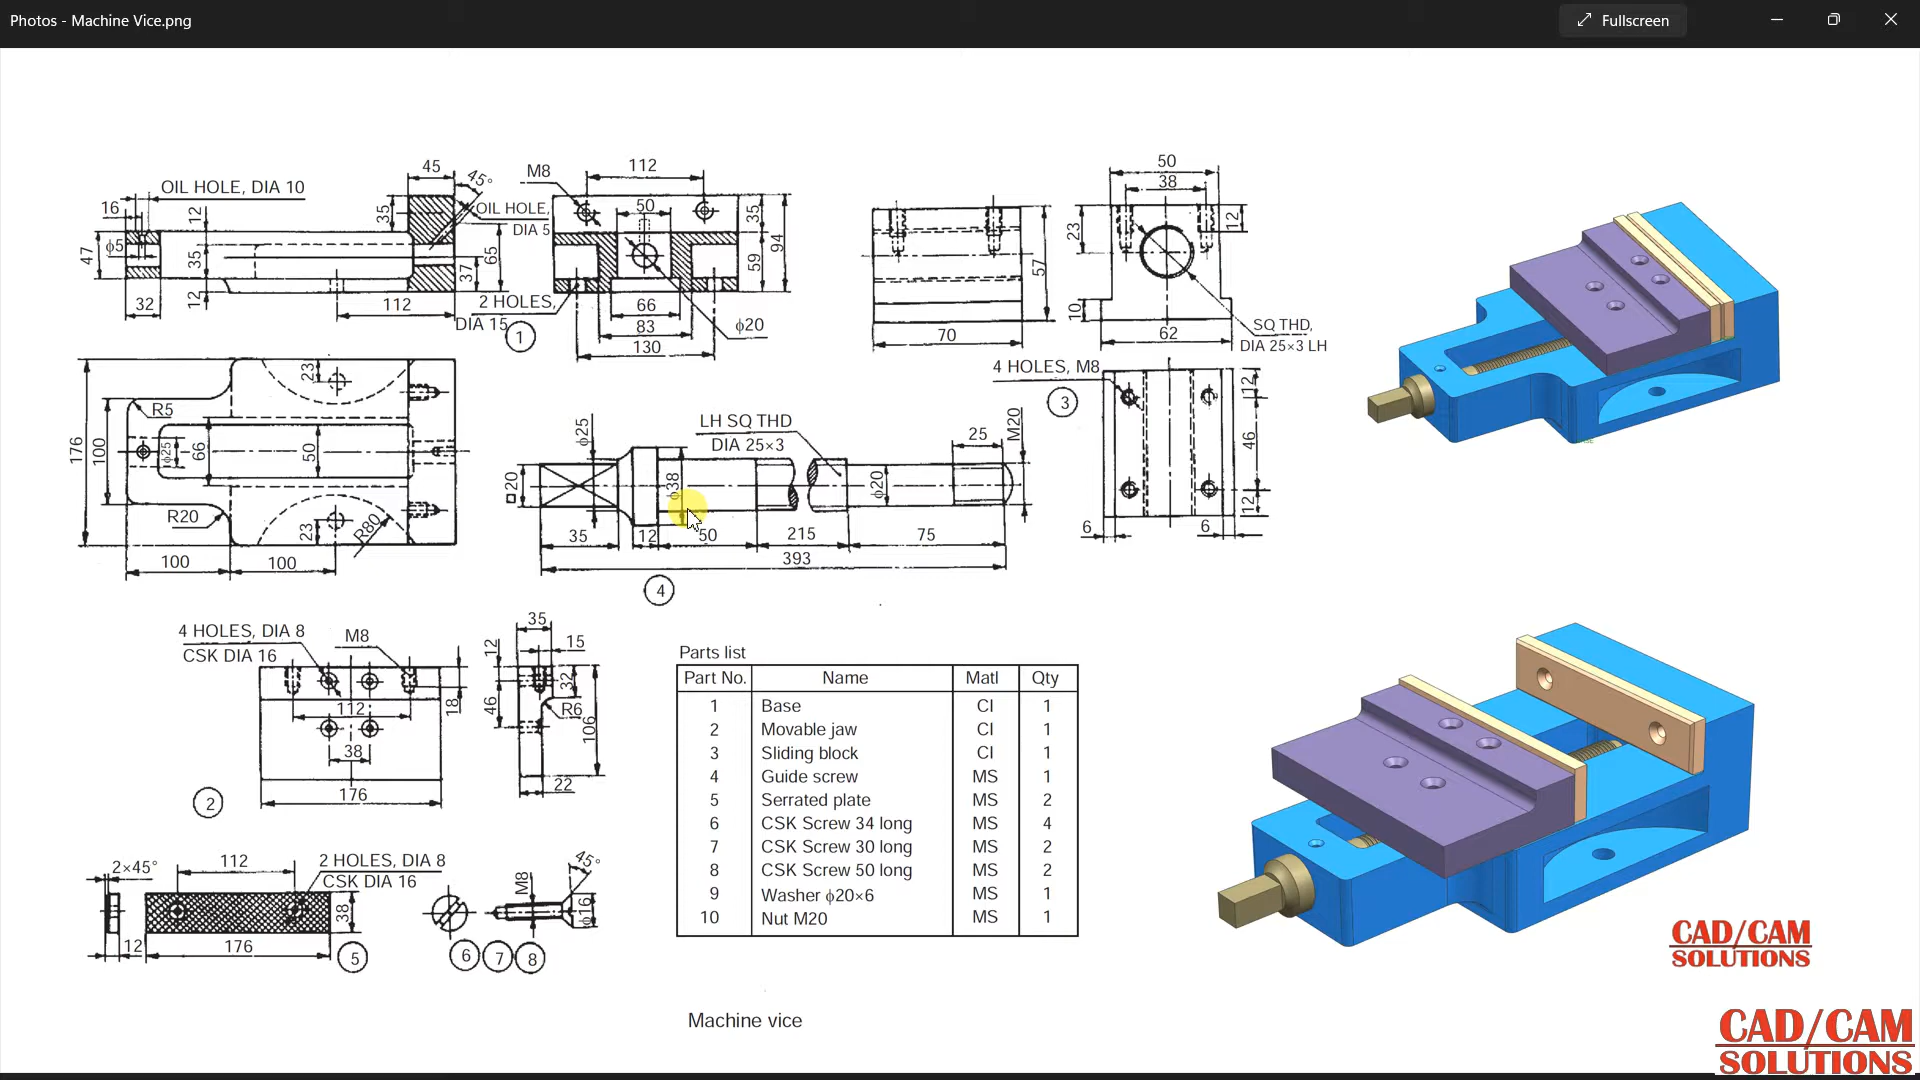 Photos - Machine Vice.png
Fullscreen
OIL HOLE, DIA 10
16
12
47
ϕ5
35
12
32
45
45°
35
OIL HOLE,
DIA 5
65
37
112
M8
112
50
35
94
59
2 HOLES,
DIA 15
66
83
130
ϕ20
1
57
70
50
38
23
12
10
62
SQ THD,
DIA 25×3 LH
4 HOLES, M8
3
12
46
12
6
6
R5
176
100
ϕ25
66
50
23
23
R20
R80
100
100
LH SQ THD
DIA 25×3
ϕ25
20
ϕ38
ϕ20
25
M20
35
12
50
215
75
393
4
4 HOLES, DIA 8
CSK DIA 16
M8
112
38
18
176
2
35
12
15
46
32
R6
106
22
2×45°
112
2 HOLES, DIA 8
CSK DIA 16
38
12
176
5
M8
45°
ϕ16
6
7
8
Parts list
Part No. Name Matl Qty
1 Base CI 1
2 Movable jaw CI 1
3 Sliding block CI 1
4 Guide screw MS 1
5 Serrated plate MS 2
6 CSK Screw 34 long MS 4
7 CSK Screw 30 long MS 2
8 CSK Screw 50 long MS 2
9 Washer ϕ20×6 MS 1
10 Nut M20 MS 1
Machine vice
CAD/CAM
SOLUTIONS
CAD/CAM
SOLUTIONS